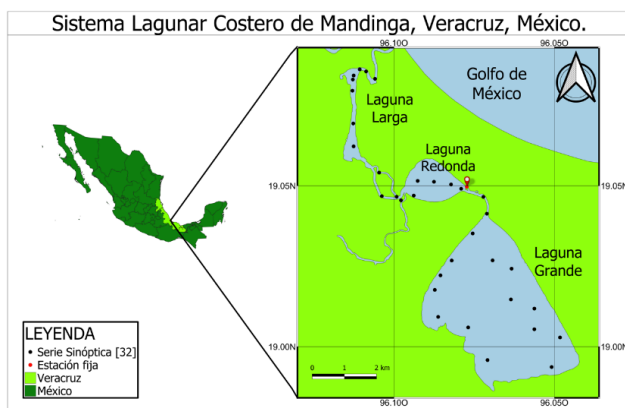 Sistema Lagunar Costero de Mandinga, Veracruz, México.
96.10O
96.05O
Golfo de
México
Laguna
Larga
Laguna
Redonda
19.05N
19.05N
Laguna
Grande
LEYENDA
Serie Sinóptica [32]
Estación fija
Veracruz
México
19.00N
19.00N
0 1 2 km
96.10O
96.05O